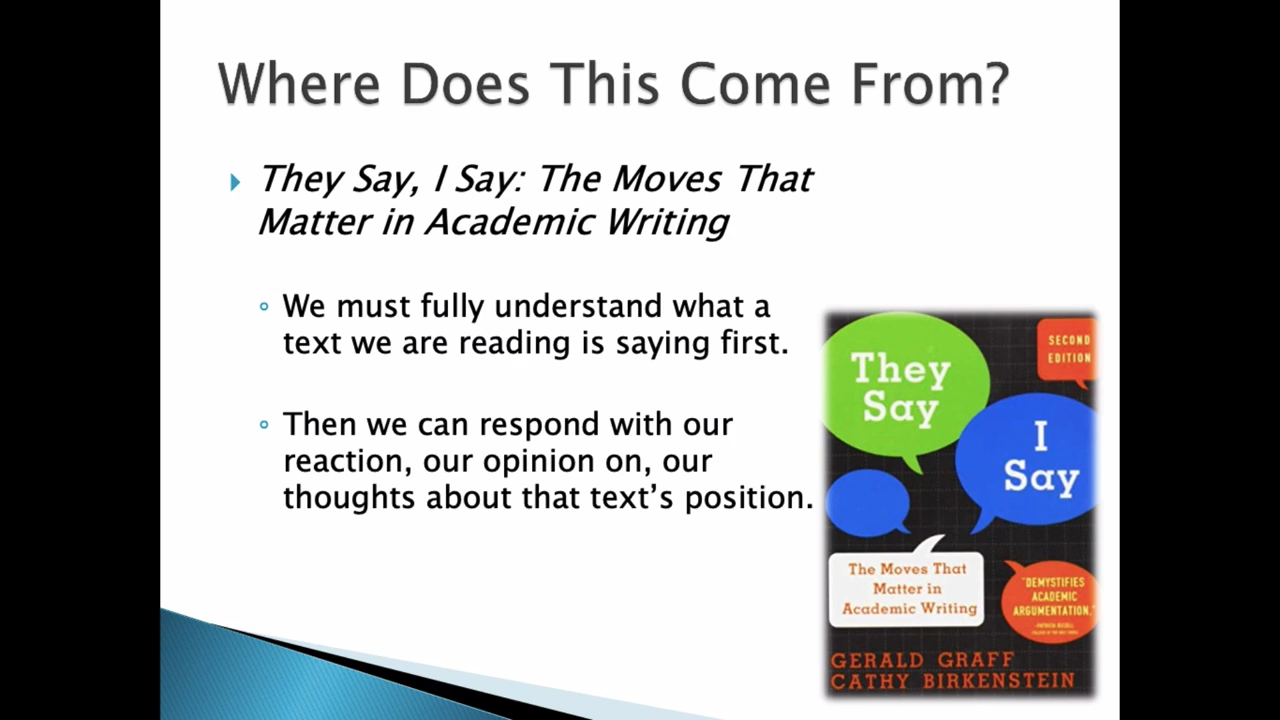 Where Does This Come From?
They Say, I Say: The Moves That
Matter in Academic Writing
We must fully understand what a
text we are reading is saying first.
Then we can respond with our
reaction, our opinion on, our
thoughts about that text’s position.
They
Say
SECOND
EDITION
I
Say
The Moves That
Matter in
Academic Writing
"DEMYSTIFIES
ACADEMIC
ARGUMENTATION."
GERALD GRAFF
CATHY BIRKENSTEIN